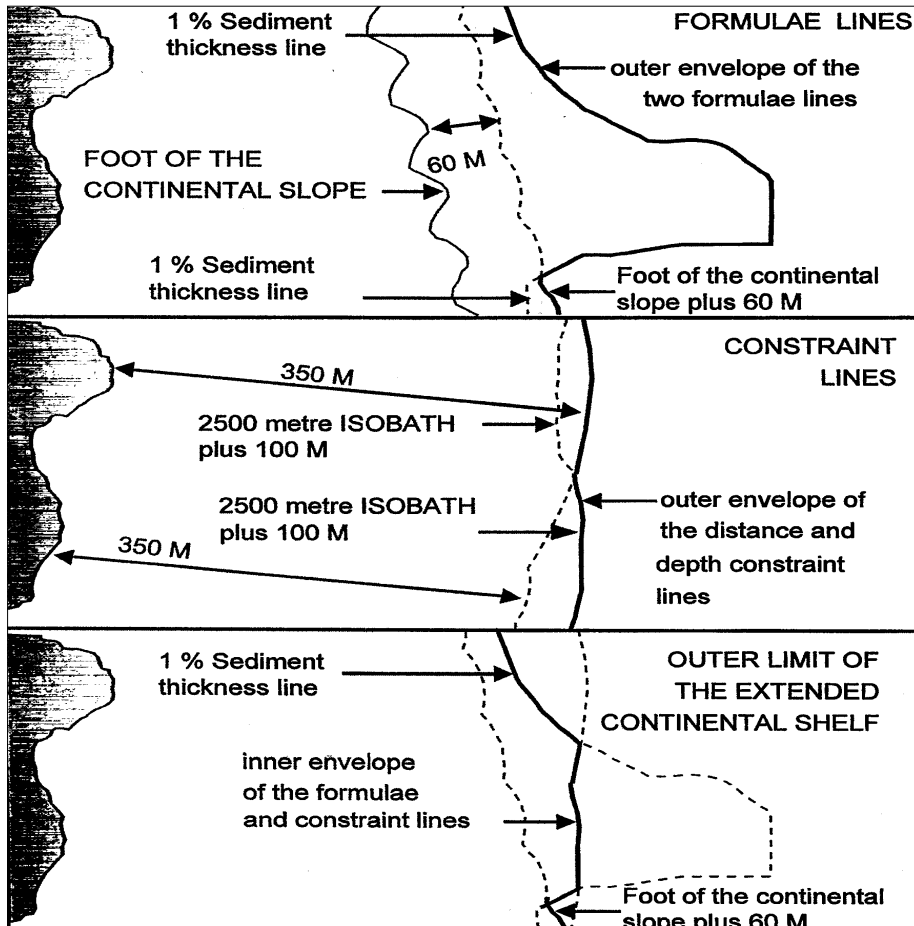 1 % Sediment
thickness line
FORMULAE LINES
outer envelope of the
two formulae lines
60 M
FOOT OF THE
CONTINENTAL SLOPE
1 % Sediment
thickness line
Foot of the continental
slope plus 60 M
CONSTRAINT
LINES
350 M
2500 metre ISOBATH
plus 100 M
2500 metre ISOBATH
plus 100 M
outer envelope of
the distance and
depth constraint
lines
350 M
1 % Sediment
thickness line
OUTER LIMIT OF
THE EXTENDED
CONTINENTAL SHELF
inner envelope
of the formulae
and constraint lines
Foot of the continental
slope plus 60 M